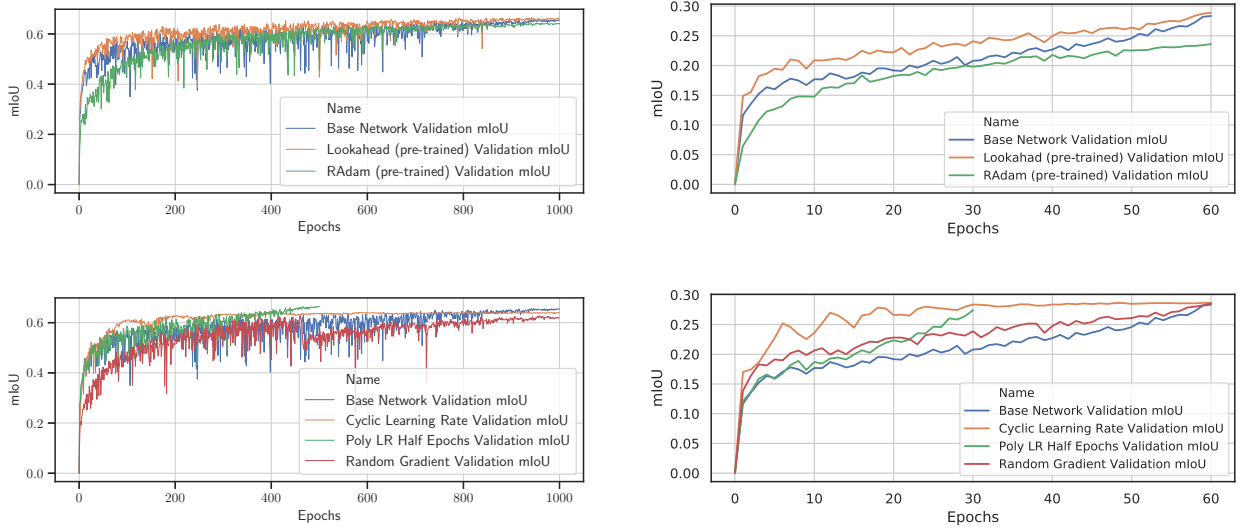 0.6
0.4
0.2
0.0
mIoU
Name
Base Network Validation mIoU
Lookahead (pre-trained) Validation mIoU
RAdam (pre-trained) Validation mIoU
0 200 400 600 800 1000
Epochs
0.30
0.25
0.20
0.15
0.10
0.05
0.00
mIoU
Name
Base Network Validation mIoU
Lookahad (pre-trained) Validation mIoU
RAdam (pre-trained) Validation mIoU
0 10 20 30 40 50 60
Epochs
0.6
0.4
0.2
0.0
mIoU
Name
Base Network Validation mIoU
Cyclic Learning Rate Validation mIoU
Poly LR Half Epochs Validation mIoU
Random Gradient Validation mIoU
0 200 400 600 800 1000
Epochs
0.30
0.25
0.20
0.15
0.10
0.05
0.00
mIoU
Name
Base Network Validation mIoU
Cyclic Learning Rate Validation mIoU
Poly LR Half Epochs Validation mIoU
Random Gradient Validation mIoU
0 10 20 30 40 50 60
Epochs